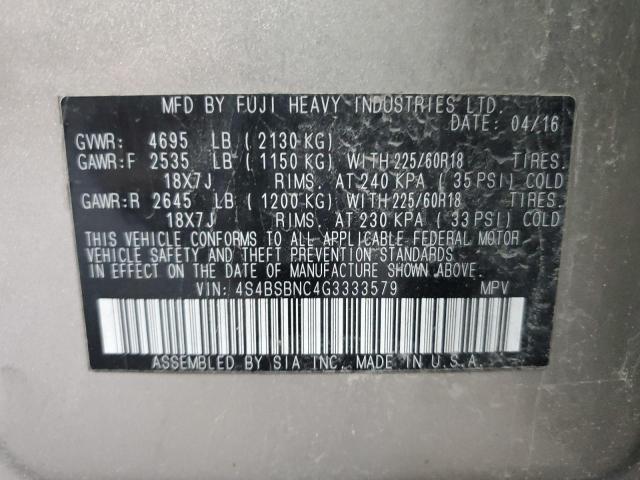 MFD BY FUJI HEAVY INDUSTRIES LTD.
DATE: 04/16
GVWR: 4695 LB ( 2130 KG)
GAWR:F 2535 LB ( 1150 KG) WITH 225/60R18 TIRES.
18X7J RIMS. AT 240 KPA ( 35 PSI) COLD
GAWR:R 2645 LB ( 1200 KG) WITH 225/60R18 TIRES.
18X7J RIMS. AT 230 KPA ( 33 PSI) COLD
THIS VEHICLE CONFORMS TO ALL APPLICABLE FEDERAL MOTOR
VEHICLE SAFETY AND THEFT PREVENTION STANDARDS
IN EFFECT ON THE DATE OF MANUFACTURE SHOWN ABOVE.
VIN: 4S4BSBNC4G3333579 MPV
ASSEMBLED BY SIA INC. MADE IN U.S.A.